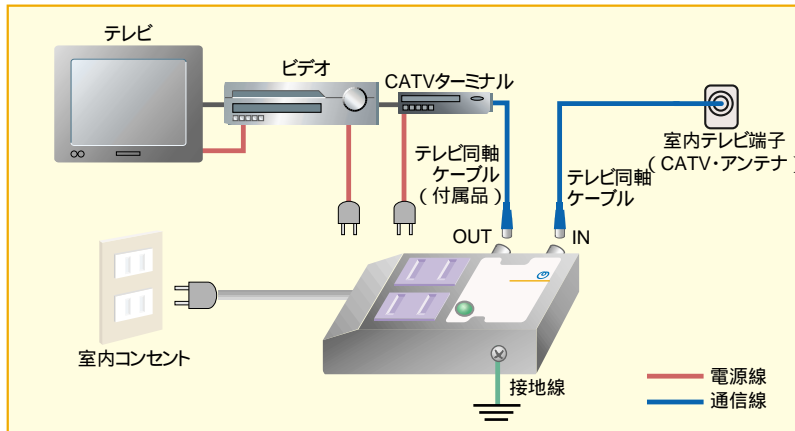 テレビ
ビデオ
CATVターミナル
テレビ同軸
ケーブル
(付属品)
テレビ同軸
ケーブル
室内テレビ端子
(CATV・アンテナ)
OUT
IN
室内コンセント
接地線
電源線
通信線